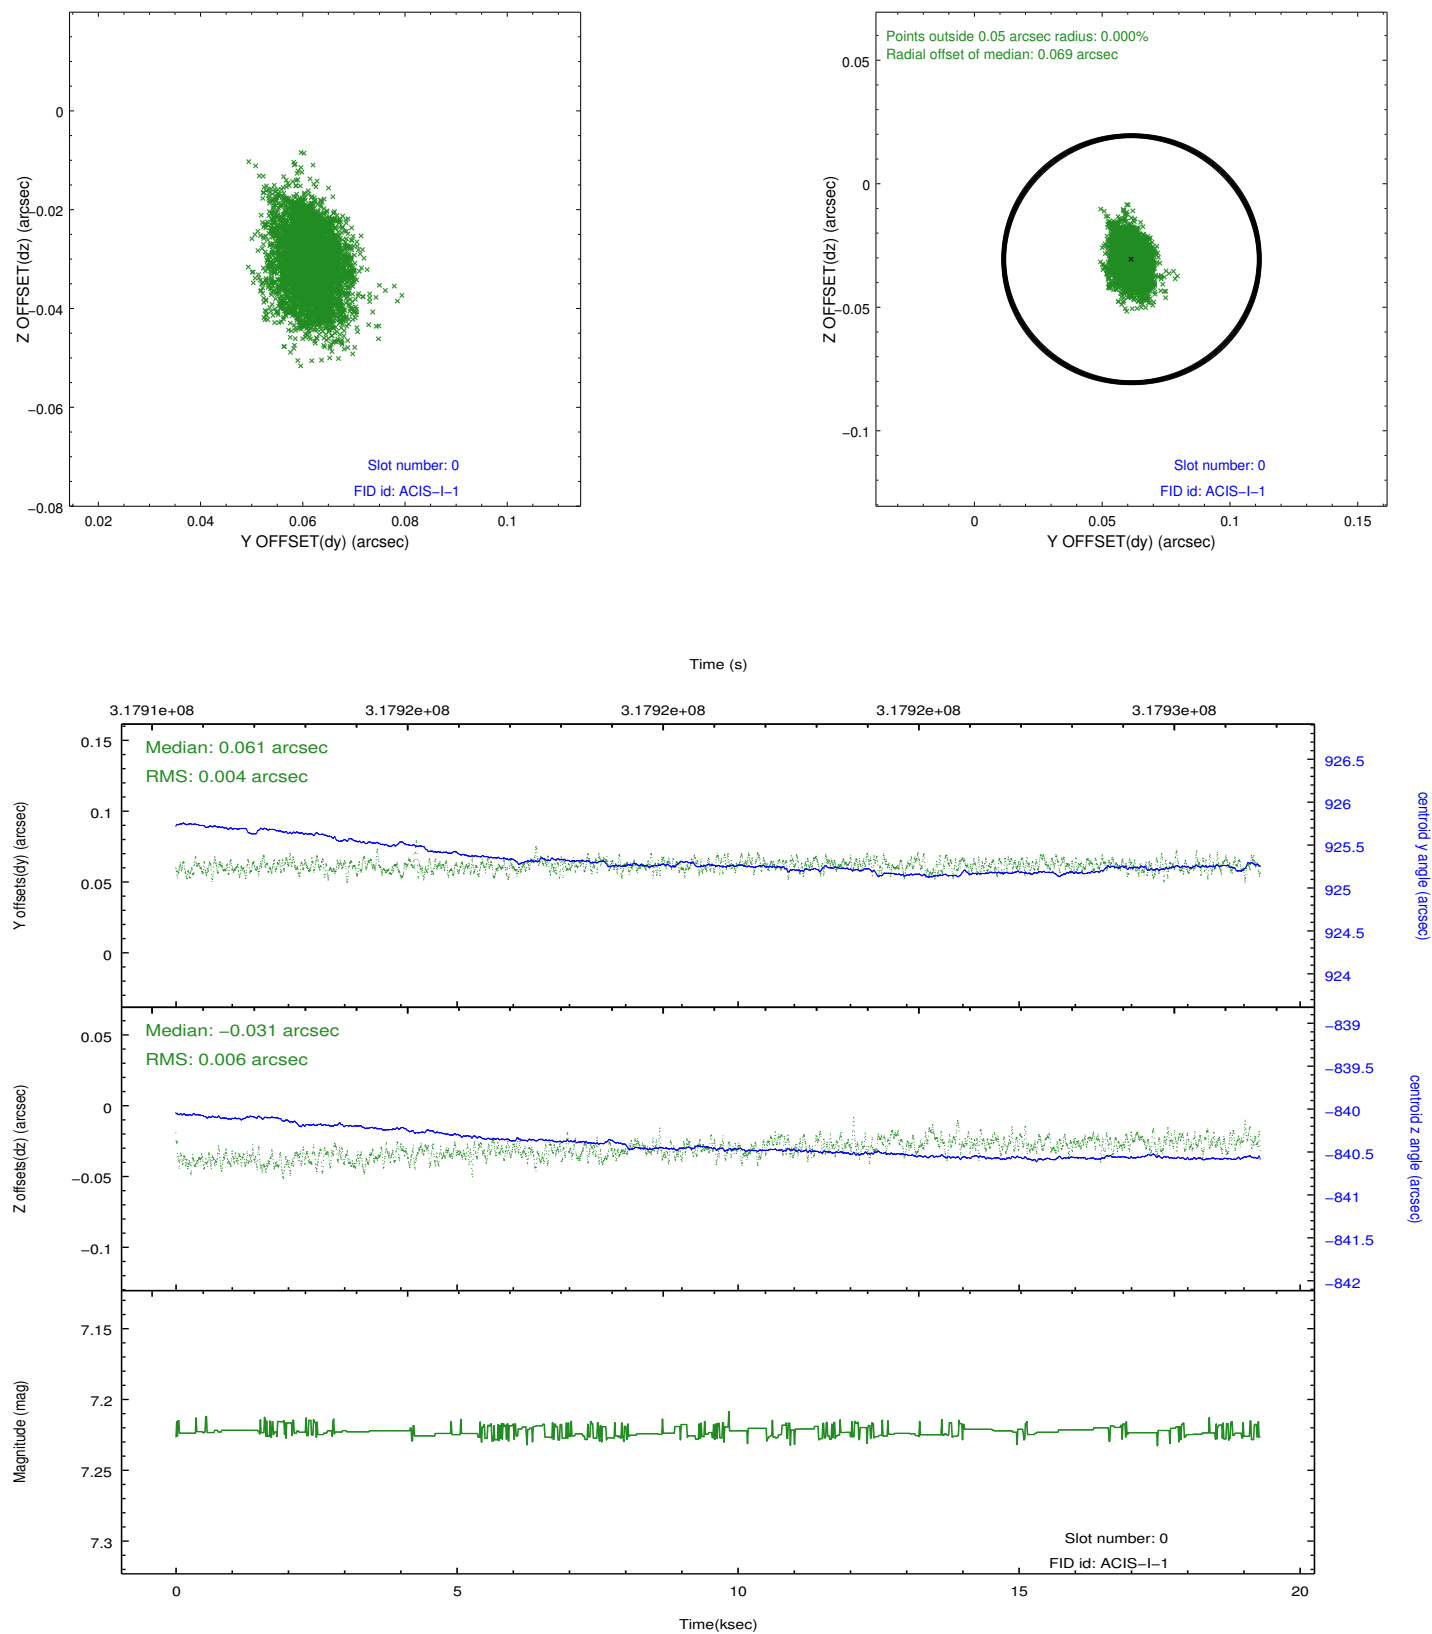 0
−0.02
−0.04
−0.06
−0.08
Z OFFSET(dz) (arcsec)
Slot number: 0
FID id: ACIS−I−1
0.02 0.04 0.06 0.08 0.1
Y OFFSET(dy) (arcsec)
Points outside 0.05 arcsec radius: 0.000%
Radial offset of median: 0.069 arcsec
0.05
0
−0.05
−0.1
Z OFFSET(dz) (arcsec)
Slot number: 0
FID id: ACIS−I−1
0 0.05 0.1 0.15
Y OFFSET(dy) (arcsec)
Time (s)
3.1791e+08 3.1792e+08 3.1792e+08 3.1792e+08 3.1793e+08
Median: 0.061 arcsec
RMS: 0.004 arcsec
0.15
0.1
0.05
0
Y offsets(dy) (arcsec)
926.5
926
925.5
925
924.5
924
centroid y angle (arcsec)
Median: −0.031 arcsec
RMS: 0.006 arcsec
0.05
0
−0.05
−0.1
Z offsets(dz) (arcsec)
−839
−839.5
−840
−840.5
−841
−841.5
−842
centroid z angle (arcsec)
7.15
7.2
7.25
7.3
Magnitude (mag)
Slot number: 0
FID id: ACIS−I−1
0 5 10 15 20
Time(ksec)